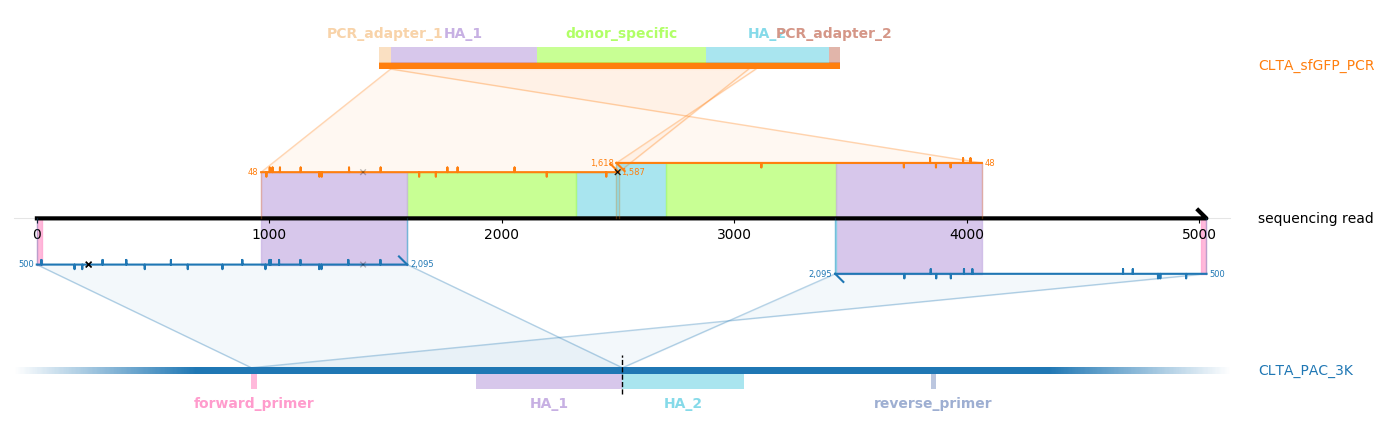 PCR_adapter_1 HA_1 donor_specific HA_2 PCR_adapter_2
CLTA_sfGFP_PCR
1,618 48
48 1,587
sequencing read
0 1000 2000 3000 4000 5000
500 2,095
2,095 500
CLTA_PAC_3K
forward_primer HA_1 HA_2 reverse_primer